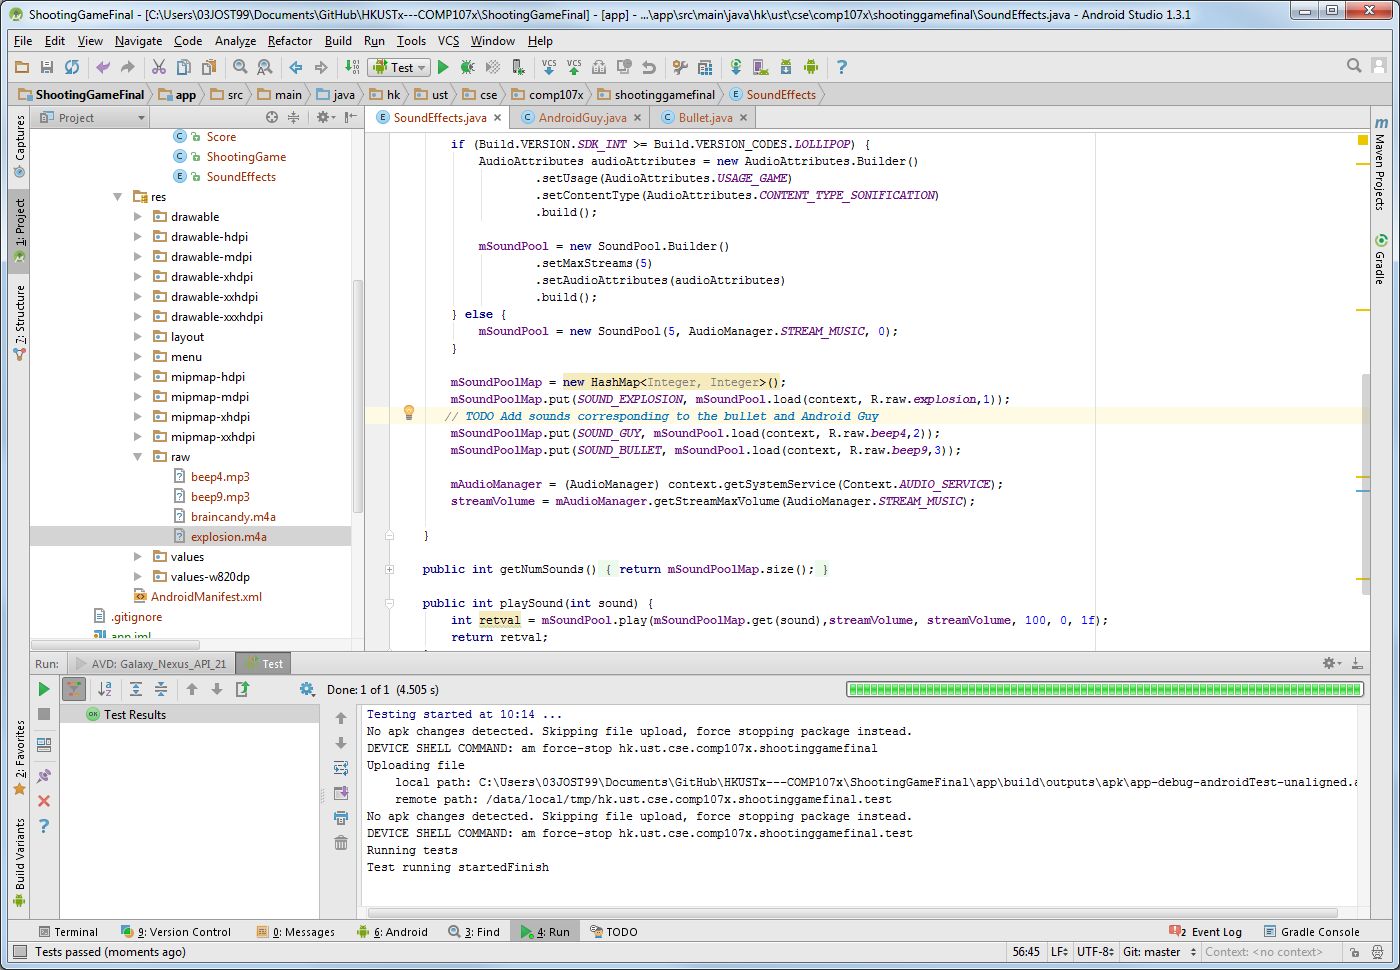 ShootingGameFinal - [C:\Users\03JOST99\Documents\GitHub\HKUSTx---COMP107x\ShootingGameFinal] - [app] - ...\app\src\main\java\hk\ust\cse\comp107x\shootinggamefinal\SoundEffects.java - Android Studio 1.3.1
File Edit View Navigate Code Analyze Refactor Build Run Tools VCS Window Help
Test VCS VCS ?
ShootingGameFinal app src main java hk ust cse comp107x shootinggamefinal SoundEffects
Project
SoundEffects.java AndroidGuy.java Bullet.java
Captures
1: Project
7: Structure
2: Favorites
Build Variants
Score
ShootingGame
SoundEffects
res
drawable
drawable-hdpi
drawable-mdpi
drawable-xhdpi
drawable-xxhdpi
drawable-xxxhdpi
layout
menu
mipmap-hdpi
mipmap-mdpi
mipmap-xhdpi
mipmap-xxhdpi
raw
beep4.mp3
beep9.mp3
braincandy.m4a
explosion.m4a
values
values-w820dp
AndroidManifest.xml
.gitignore
app.iml
if (Build.VERSION.SDK_INT >= Build.VERSION_CODES.LOLLIPOP) {
AudioAttributes audioAttributes = new AudioAttributes.Builder()
.setUsage(AudioAttributes.USAGE_GAME)
.setContentType(AudioAttributes.CONTENT_TYPE_SONIFICATION)
.build();
mSoundPool = new SoundPool.Builder()
.setMaxStreams(5)
.setAudioAttributes(audioAttributes)
.build();
} else {
mSoundPool = new SoundPool(5, AudioManager.STREAM_MUSIC, 0);
}
mSoundPoolMap = new HashMap<Integer, Integer>();
mSoundPoolMap.put(SOUND_EXPLOSION, mSoundPool.load(context, R.raw.explosion,1));
// TODO Add sounds corresponding to the bullet and Android Guy
mSoundPoolMap.put(SOUND_GUY, mSoundPool.load(context, R.raw.beep4,2));
mSoundPoolMap.put(SOUND_BULLET, mSoundPool.load(context, R.raw.beep9,3));
mAudioManager = (AudioManager) context.getSystemService(Context.AUDIO_SERVICE);
streamVolume = mAudioManager.getStreamMaxVolume(AudioManager.STREAM_MUSIC);
}
public int getNumSounds() { return mSoundPoolMap.size(); }
public int playSound(int sound) {
int retval = mSoundPool.play(mSoundPoolMap.get(sound),streamVolume, streamVolume, 100, 0, 1f);
return retval;
m Maven Projects
Gradle
Run: AVD: Galaxy_Nexus_API_21 Test
Done: 1 of 1 (4.505 s)
OK Test Results
Testing started at 10:14 ...
No apk changes detected. Skipping file upload, force stopping package instead.
DEVICE SHELL COMMAND: am force-stop hk.ust.cse.comp107x.shootinggamefinal
Uploading file
local path: C:\Users\03JOST99\Documents\GitHub\HKUSTx---COMP107x\ShootingGameFinal\app\build\outputs\apk\app-debug-androidTest-unaligned.a
remote path: /data/local/tmp/hk.ust.cse.comp107x.shootinggamefinal.test
No apk changes detected. Skipping file upload, force stopping package instead.
DEVICE SHELL COMMAND: am force-stop hk.ust.cse.comp107x.shootinggamefinal.test
Running tests
Test running startedFinish
Terminal 9: Version Control 0: Messages 6: Android 3: Find 4: Run TODO 2 Event Log Gradle Console
Tests passed (moments ago) 56:45 LF UTF-8 Git: master Context: <no context>